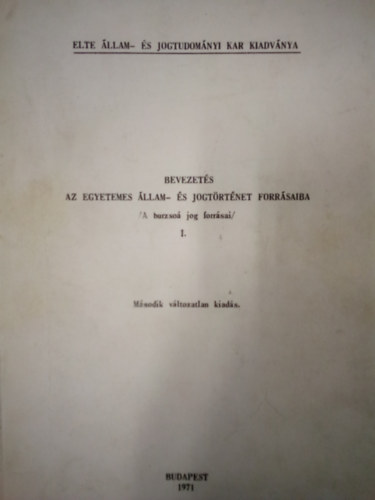 ELTE ÁLLAM- ÉS JOGTUDOMÁNYI KAR KIADVÁNYA
BEVEZETÉS
AZ EGYETEMES ÁLLAM- ÉS JOGTÖRTÉNET FORRÁSAIBA
/A burzsoá jog forrásai/
I.
Második változatlan kiadás.
BUDAPEST
1971